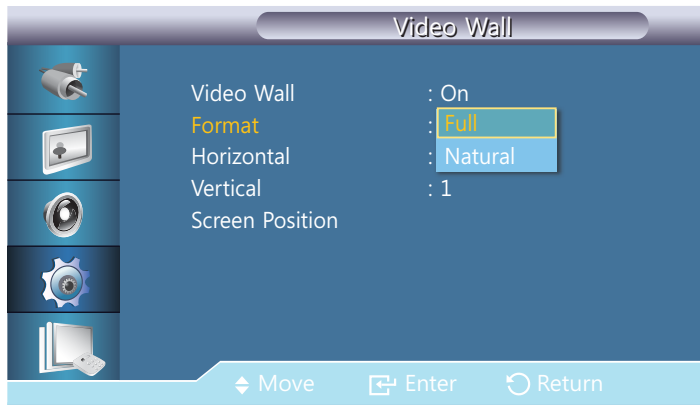 Video Wall
Video Wall : On
Format : Full
Horizontal : Natural
Vertical : 1
Screen Position
Move Enter Return